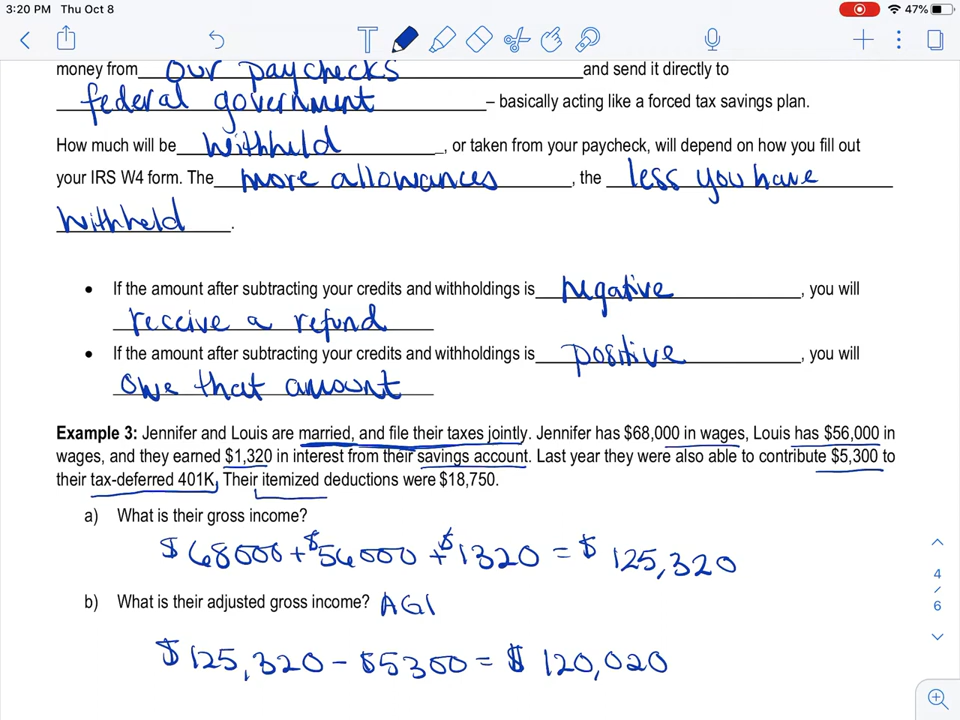 3:20 PM Thu Oct 8
47%
money from our paychecks and send it directly to
federal government – basically acting like a forced tax savings plan.
How much will be withheld, or taken from your paycheck, will depend on how you fill out
your IRS W4 form. The more allowances, the less you have
withheld.
• If the amount after subtracting your credits and withholdings is negative, you will
receive a refund
• If the amount after subtracting your credits and withholdings is positive, you will
owe that amount
Example 3: Jennifer and Louis are married, and file their taxes jointly. Jennifer has $68,000 in wages, Louis has $56,000 in
wages, and they earned $1,320 in interest from their savings account. Last year they were also able to contribute $5,300 to
their tax-deferred 401K. Their itemized deductions were $18,750.
a) What is their gross income?
$68000 + $56000 + $1320 = $125,320
b) What is their adjusted gross income? AGI
$125,320 - $5300 = $120,020
4
/
6